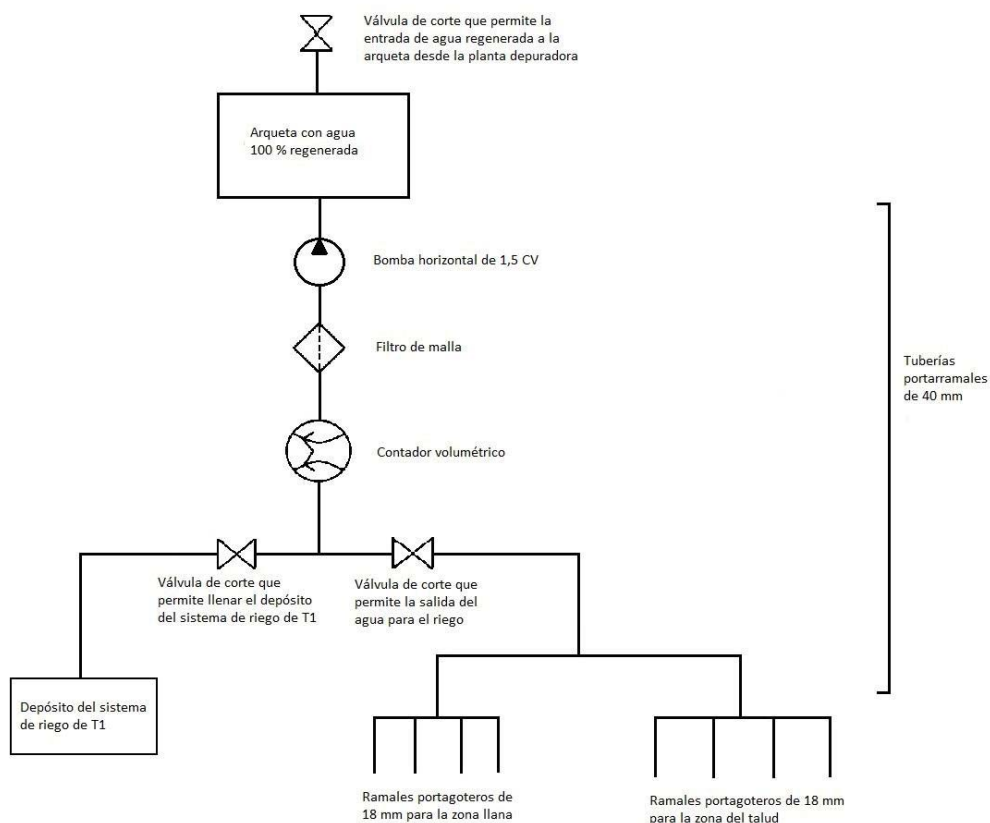 Válvula de corte que permite la
entrada de agua regenerada a la
arqueta desde la planta depuradora
Arqueta con agua
100 % regenerada
Bomba horizontal de 1,5 CV
Filtro de malla
Tuberías
portarramales
de 40 mm
Contador volumétrico
Válvula de corte que
permite llenar el depósito
del sistema de riego de T1
Válvula de corte que
permite la salida del
agua para el riego
Depósito del sistema
de riego de T1
Ramales portagoteros de
18 mm para la zona llana
Ramales portagoteros de 18 mm
para la zona del talud